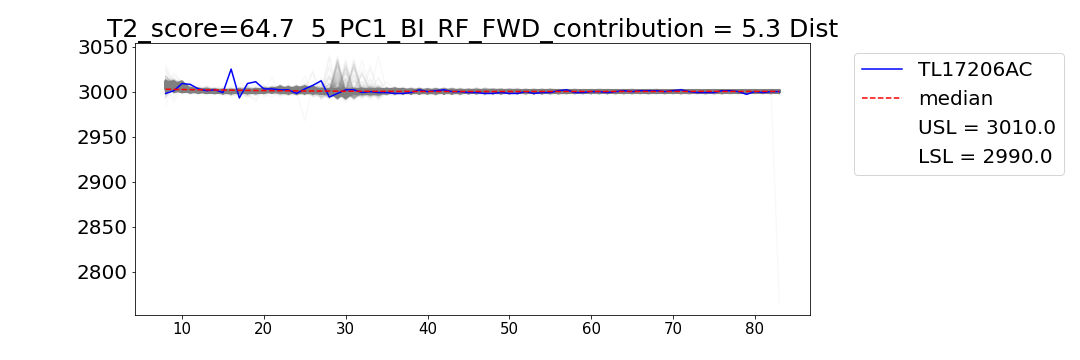 T2_score=64.7  5_PC1_BI_RF_FWD_contribution = 5.3 Dist
3050
3000
2950
2900
2850
2800
10 20 30 40 50 60 70 80
TL17206AC
median
USL = 3010.0
LSL = 2990.0